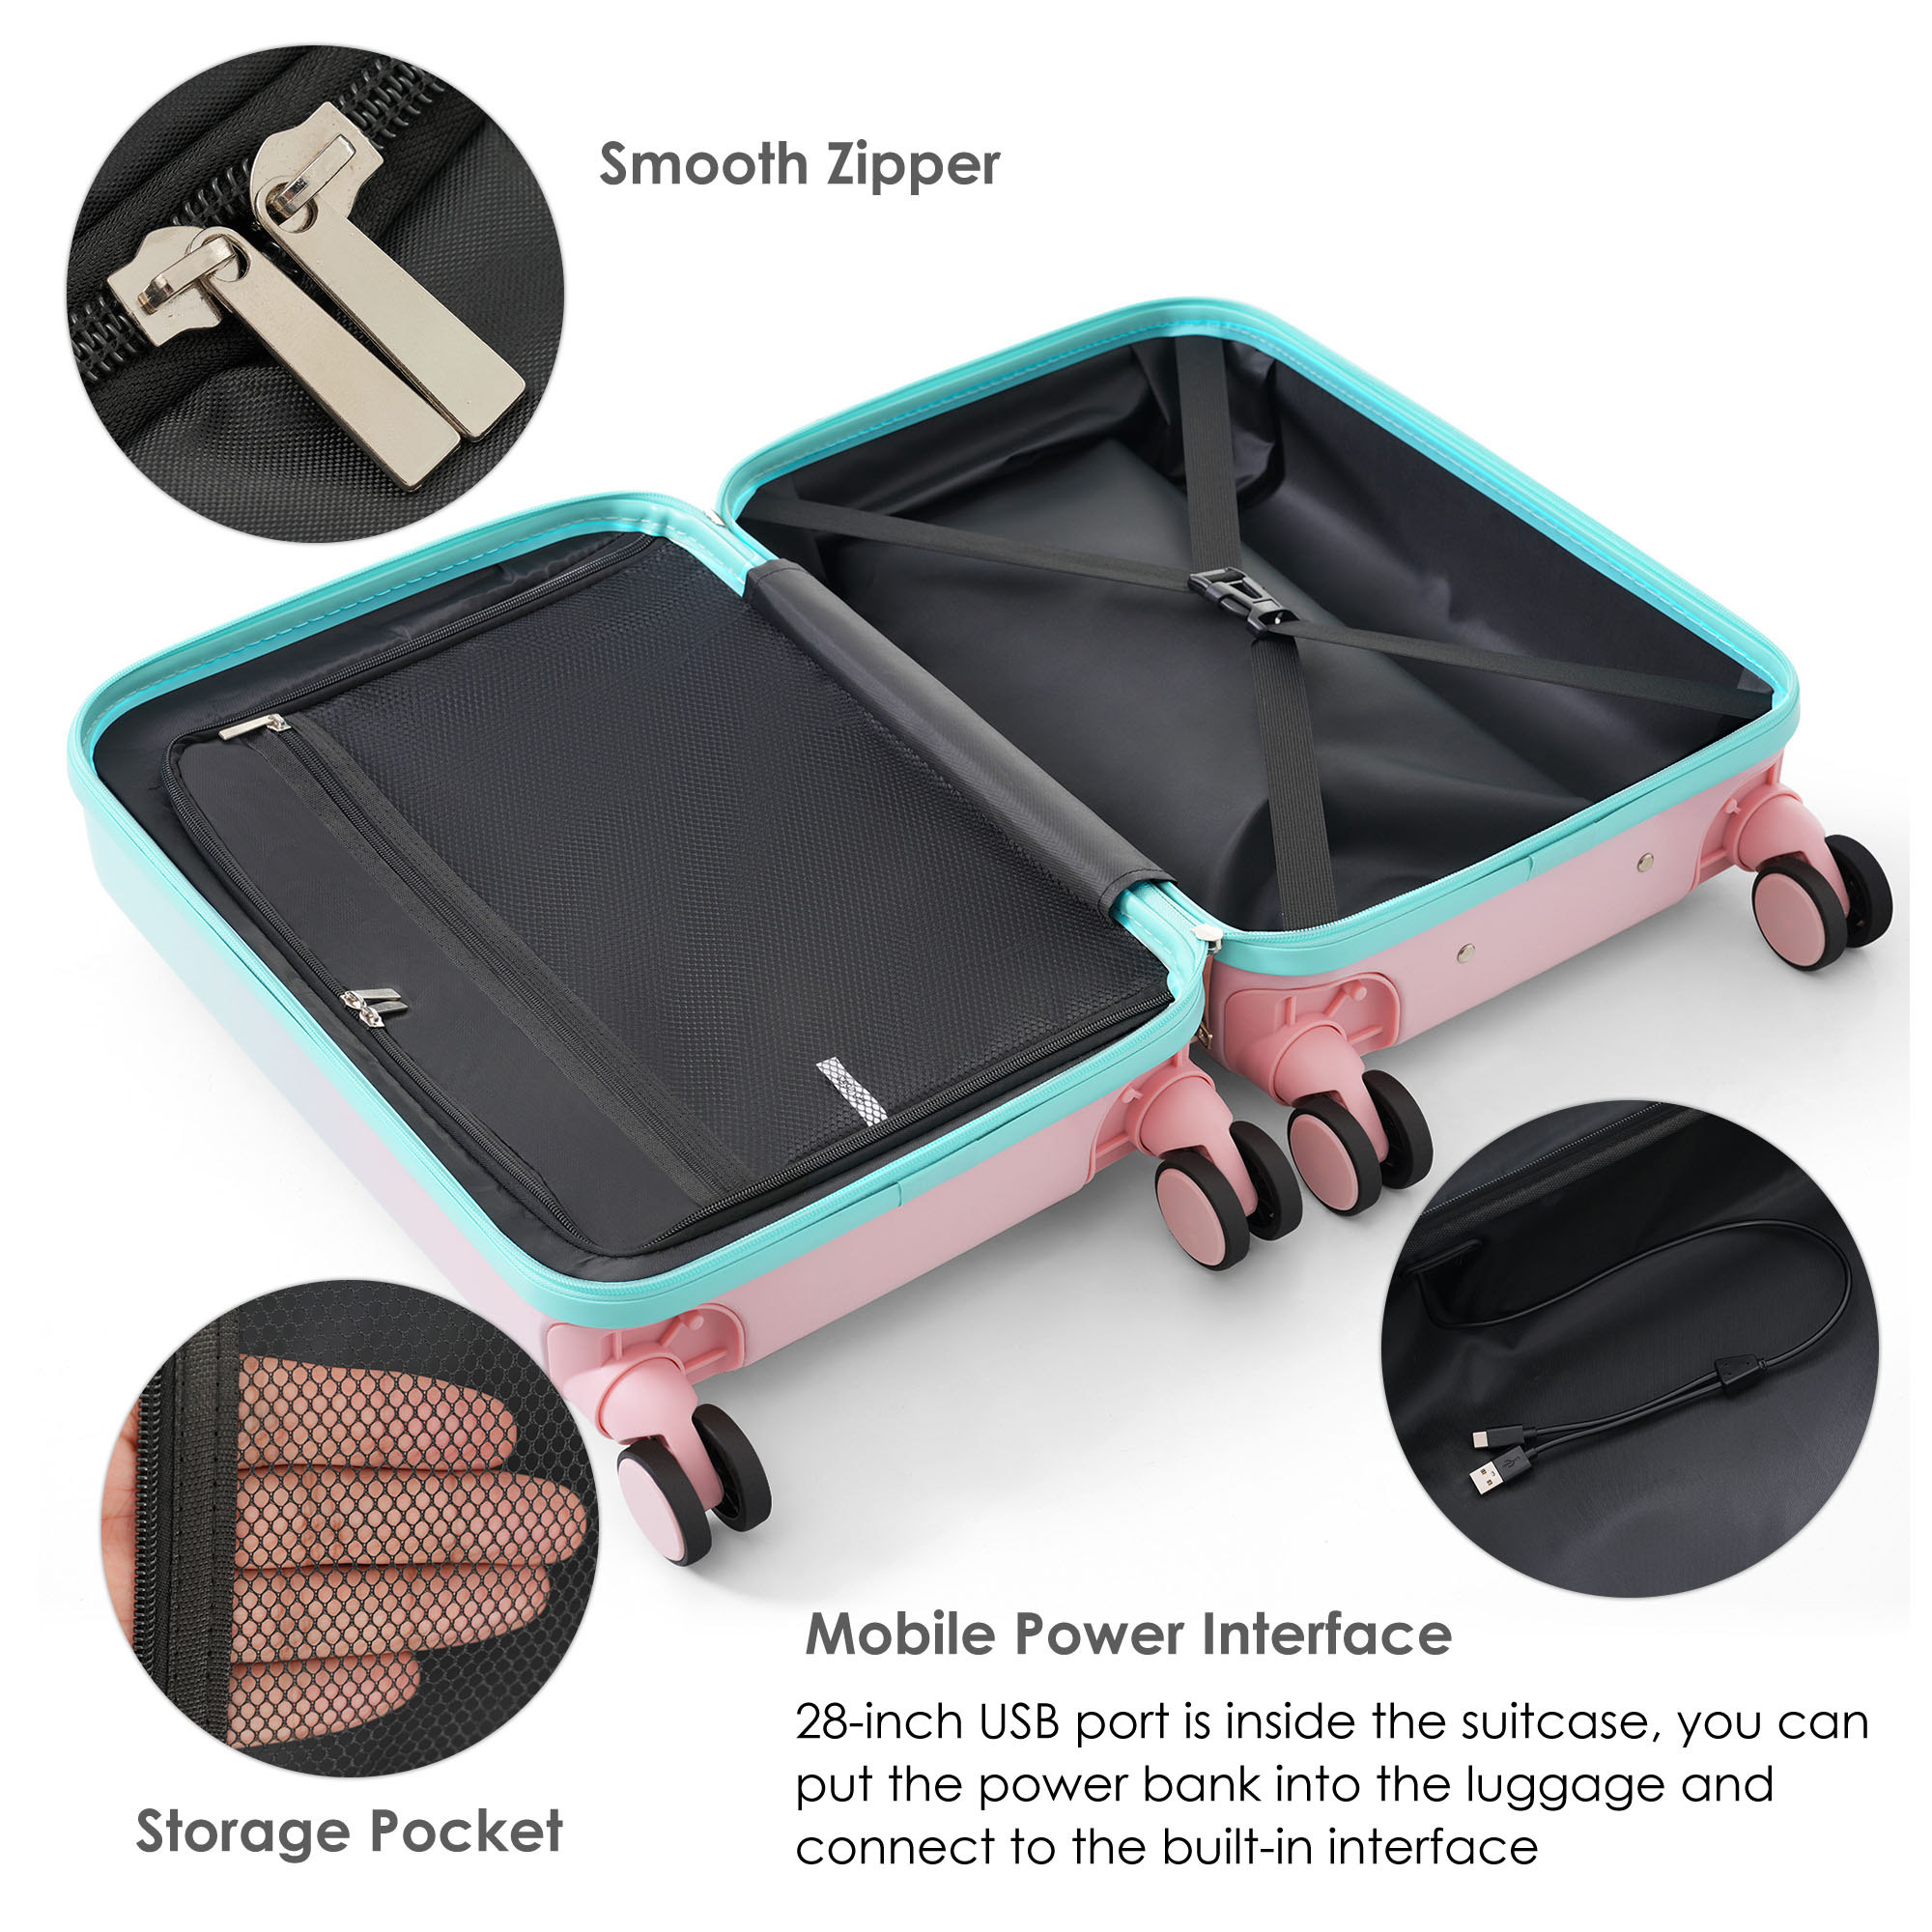 Smooth Zipper
Mobile Power Interface
28-inch USB port is inside the suitcase, you can
put the power bank into the luggage and
connect to the built-in interface
Storage Pocket